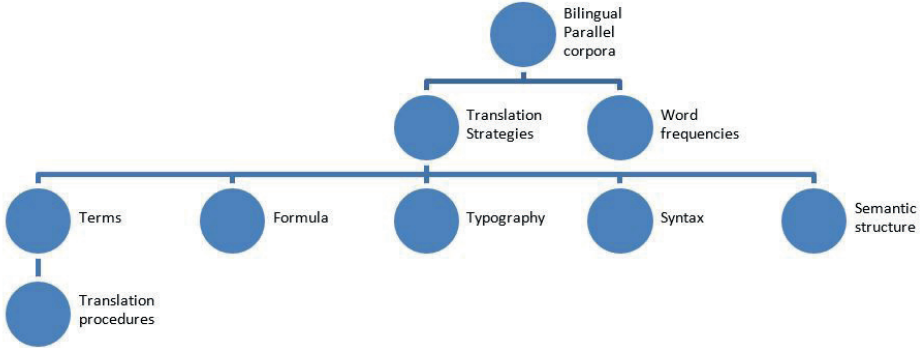 Bilingual
Parallel
corpora
Translation
Strategies
Word
frequencies
Terms
Formula
Typography
Syntax
Semantic
structure
Translation
procedures